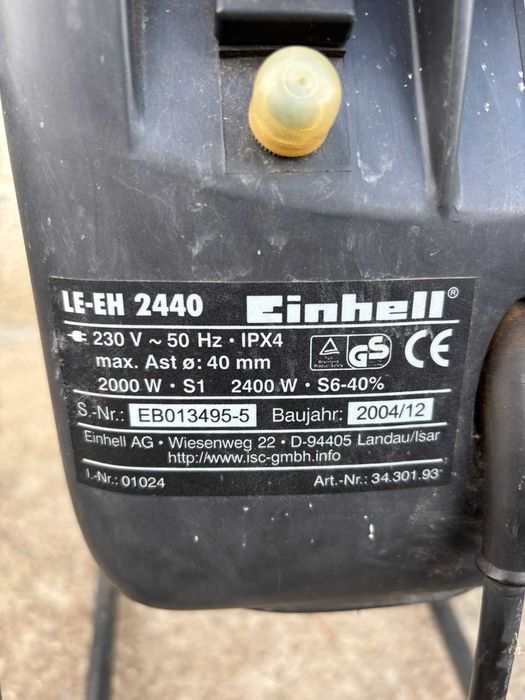 LE-EH 2440 Einhell®
230 V ~ 50 Hz · IPX4
max. Ast ø: 40 mm
2000 W · S1 2400 W · S6-40%
GS CE
S.-Nr.: EB013495-5 Baujahr: 2004/12
Einhell AG · Wiesenweg 22 · D-94405 Landau/Isar
http://www.isc-gmbh.info
I.-Nr.: 01024 Art.-Nr.: 34.301.93